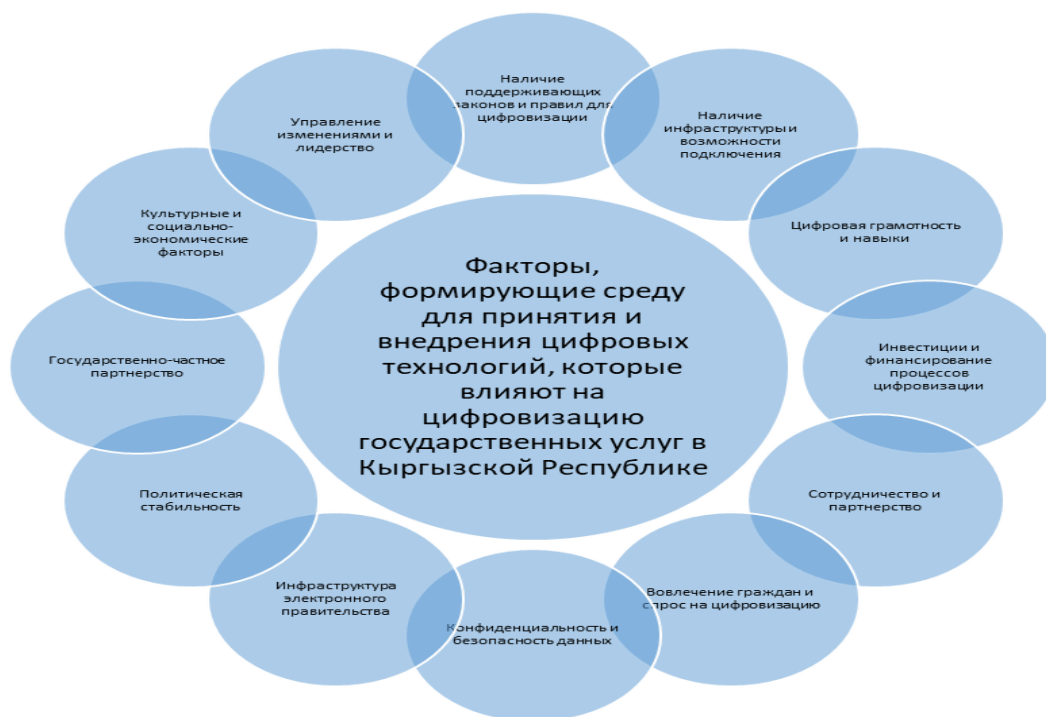 Наличие
поддерживающих
законов и правил для
цифровизации
Наличие
инфраструктуры и
возможности
подключения
Цифровая грамотность
и навыки
Инвестиции и
финансирование
процессов
цифровизации
Сотрудничество и
партнерство
Вовлечение граждан и
спрос на цифровизацию
Конфиденциальность и
безопасность данных
Инфраструктура
электронного
правительства
Политическая
стабильность
Государственно-частное
партнерство
Культурные и
социально-
экономические
факторы
Управление
изменениями и
лидерство
Факторы,
формирующие среду
для принятия и
внедрения цифровых
технологий, которые
влияют на
цифровизацию
государственных услуг в
Кыргызской Республике